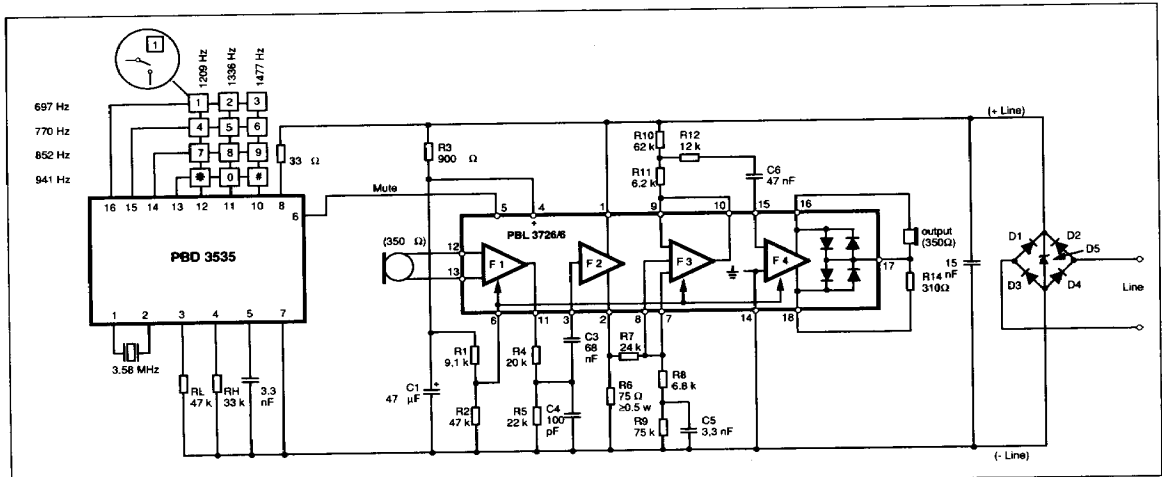 1
1209 Hz
1336 Hz
1477 Hz
697 Hz
1 2 3
770 Hz
4 5 6
852 Hz
7 8 9
33 Ω
941 Hz
✱ 0 #
16 15 14 13 12 11 10 8
6
PBD 3535
1 2 3 4 5 7
3.58 MHz
RL
47 k
RH
33 k
3.3
nF
Mute
R3
900 Ω
(350 Ω)
5 4 1 9 10 15 16
+
PBL 3726/6
12
13
F 1
F 2
F 3
F 4
17
6 11 3 2 8 7 14 18
R10
62 k
R12
12 k
R11
6.2 k
C6
47 nF
(+ Line)
output
(350Ω)
R14
310Ω
15
nF
D1
D2
D5
D3
D4
Line
R1
9,1 k
R4
20 k
C3
68
nF
R7
24 k
C1
47 µF
+
R2
47 k
R5
22 k
C4
100
pF
R6
75 Ω
≥0.5 w
R8
6.8 k
R9
75 k
C5
3,3 nF
(- Line)